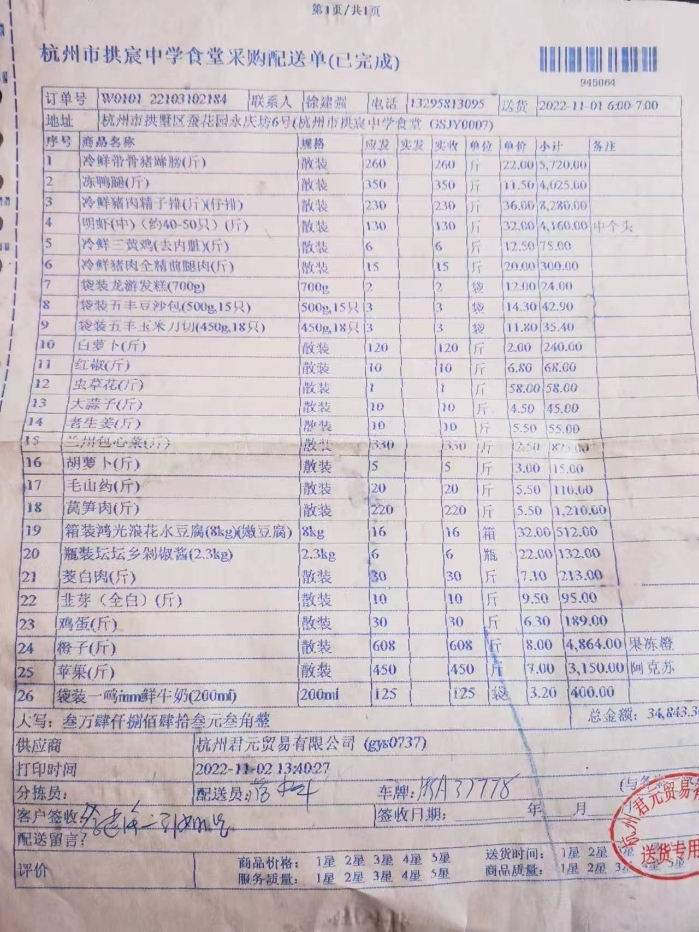 第1页/共1页
杭州市拱宸中学食堂采购配送单(已完成)
945064
订单号 W0101 22103102184 联系人 徐建强 电话 13295813095 送货 2022-11-01 6:00-7:00
地址 杭州市拱墅区蚕花园永庆坊6号(杭州市拱宸中学食堂 GSJY0007)
序号 商品名称 规格 应发 实发 实收 单位 单价 小计 备注
1 冷鲜带骨猪蹄膀(斤) 散装 260 260 斤 22.00 5,720.00
2 冻鸭腿(斤) 散装 350 350 斤 11.50 4,025.00
3 冷鲜猪肉精子排(斤)(仔排) 散装 230 230 斤 36.00 8,280.00
4 明虾(中)（约40-50只）(斤) 散装 130 130 斤 32.00 4,160.00 中个头
5 冷鲜三黄鸡(去内脏)(斤) 散装 6 6 斤 12.50 75.00
6 冷鲜猪肉全精前腿肉(斤) 散装 15 15 斤 20.00 300.00
7 袋装龙游发糕(700g) 700g 2 2 袋 12.00 24.00
8 袋装五丰豆沙包(500g,15只) 500g,15只 3 3 袋 14.30 42.90
9 袋装五丰玉米刀切(450g,18只) 450g,18只 3 3 袋 11.80 35.40
10 白萝卜(斤) 散装 120 120 斤 2.00 240.00
11 红椒(斤) 散装 10 10 斤 6.80 68.00
12 虫草花(斤) 散装 1 1 斤 58.00 58.00
13 大蒜子(斤) 散装 10 10 斤 4.50 45.00
14 老生姜(斤) 散装 10 10 斤 5.50 55.00
15 兰州包心菜(斤) 散装 330 330 斤 2.50
16 胡萝卜(斤) 散装 5 5 斤 3.00 15.00
17 毛山药(斤) 散装 20 20 斤 5.50 110.00
18 莴笋肉(斤) 散装 220 220 斤 5.50 1,210.00
19 箱装鸿光浪花水豆腐(8kg)(嫩豆腐) 8kg 16 16 箱 32.00 512.00
20 瓶装坛坛乡剁椒酱(2.3kg) 2.3kg 6 6 瓶 22.00 132.00
21 茭白肉(斤) 散装 30 30 斤 7.10 213.00
22 韭芽（全白）(斤) 散装 10 10 斤 9.50 95.00
23 鸡蛋(斤) 散装 30 30 斤 6.30 189.00
24 橙子(斤) 散装 608 608 斤 8.00 4,864.00 果冻橙
25 苹果(斤) 散装 450 450 斤 7.00 3,150.00 阿克苏
26 袋装一鸣mm鲜牛奶(200ml) 200ml 125 125 袋 3.20 400.00
大写: 叁万肆仟捌佰肆拾叁元叁角整 总金额: 34,843.3
供应商 杭州君元贸易有限公司 (gys0737)
打印时间 2022-11-02 13:40:27
分拣员: 配送员: 车牌: 浙A37778
客户签收 签收日期: 年 月
配送留言?
评价 商品价格: 1星 2星 3星 4星 5星 送货时间: 1星 2星
服务质量: 1星 2星 3星 4星 5星 商品质量: 1星 2星
杭州君元贸易有
送货专用